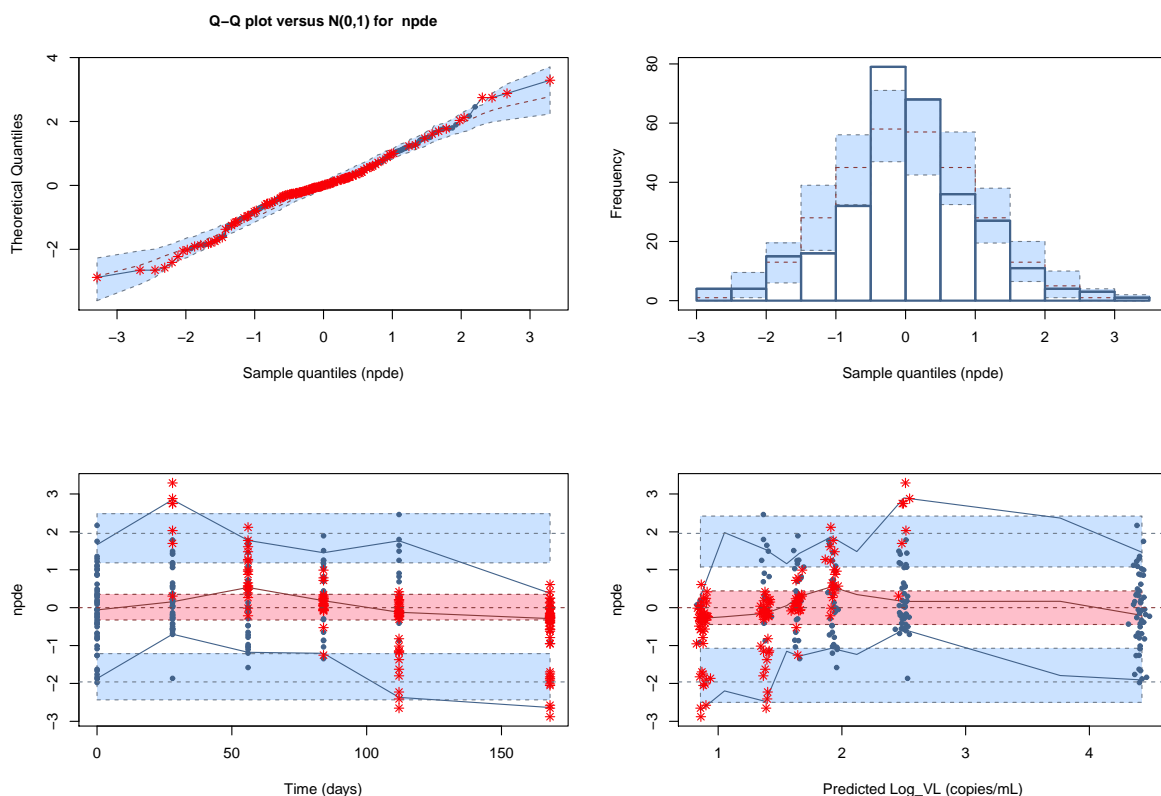 Q−Q plot versus N(0,1) for npde
Theoretical Quantiles
4
2
0
−2
−3 −2 −1 0 1 2 3
Sample quantiles (npde)
Frequency
80
60
40
20
0
−3 −2 −1 0 1 2 3
Sample quantiles (npde)
npde
3
2
1
0
−1
−2
−3
0 50 100 150
Time (days)
npde
3
2
1
0
−1
−2
−3
1 2 3 4
Predicted Log_VL (copies/mL)